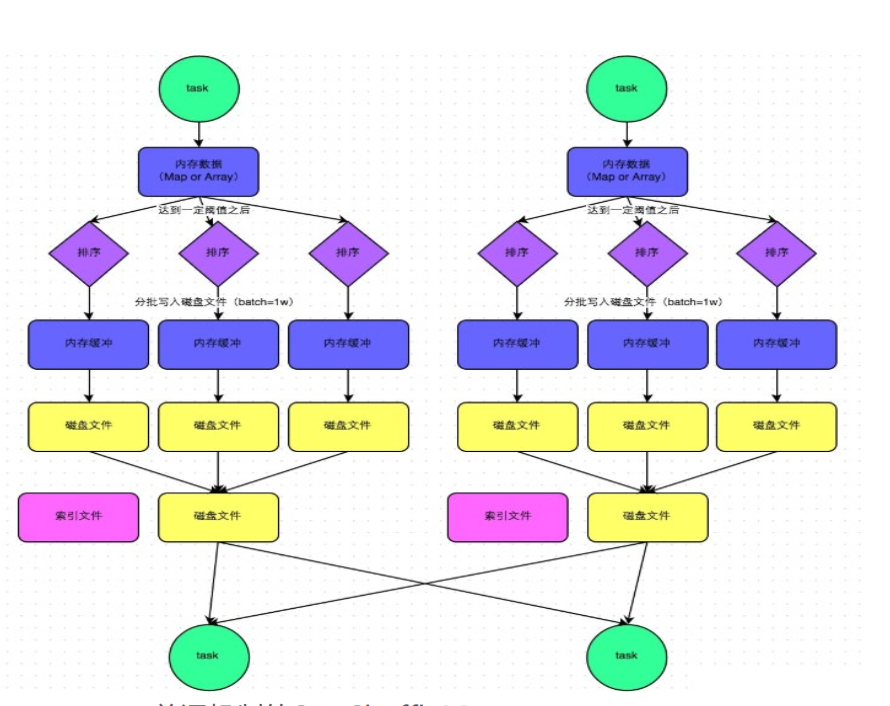 task
task
内存数据
(Map or Array)
内存数据
(Map or Array)
达到一定阈值之后
达到一定阈值之后
排序
排序
排序
排序
排序
排序
分批写入磁盘文件（batch=1w）
分批写入磁盘文件（batch=1w）
内存缓冲
内存缓冲
内存缓冲
内存缓冲
内存缓冲
内存缓冲
磁盘文件
磁盘文件
磁盘文件
磁盘文件
磁盘文件
磁盘文件
索引文件
磁盘文件
索引文件
磁盘文件
task
task